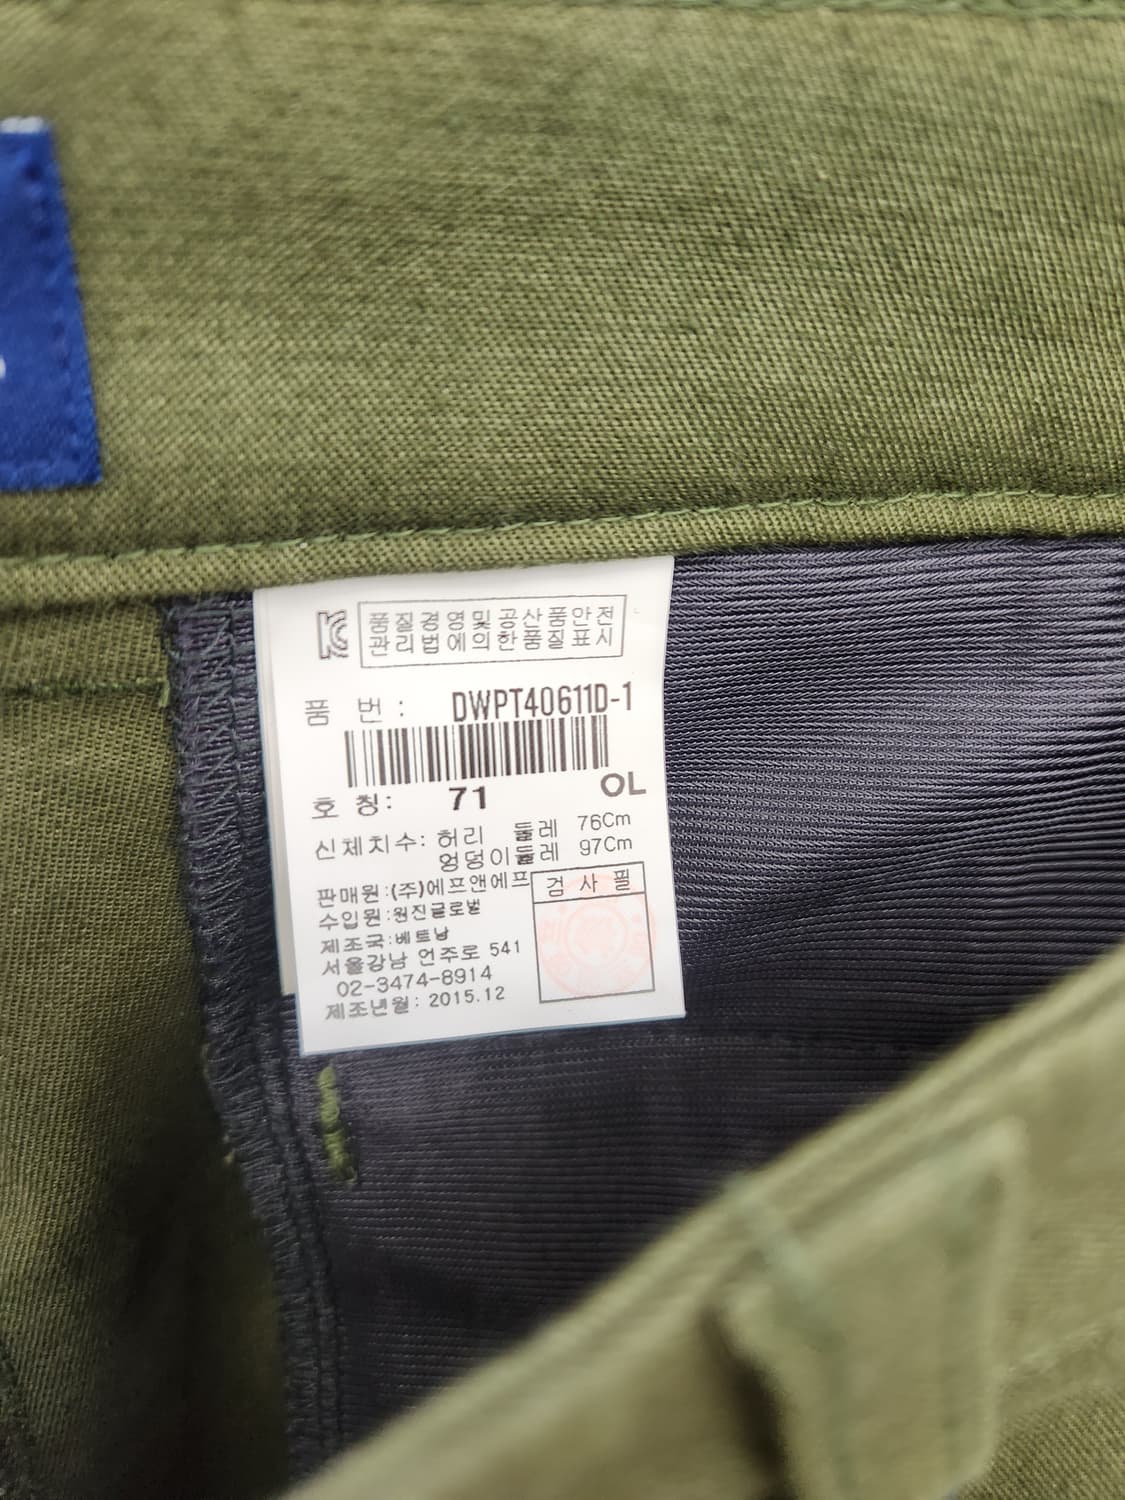 품질경영및공산품안전
관리법에의한품질표시
품 번 : DWPT40611D-1
OL
호 칭: 71
신체치수: 허리 둘레 76Cm
엉덩이둘레 97Cm
판매원:(주)에프앤에프
검 사 필
수입원:원진글로벌
제조국:베트남
서울강남 언주로 541
02-3474-8914
제조년월: 2015.12